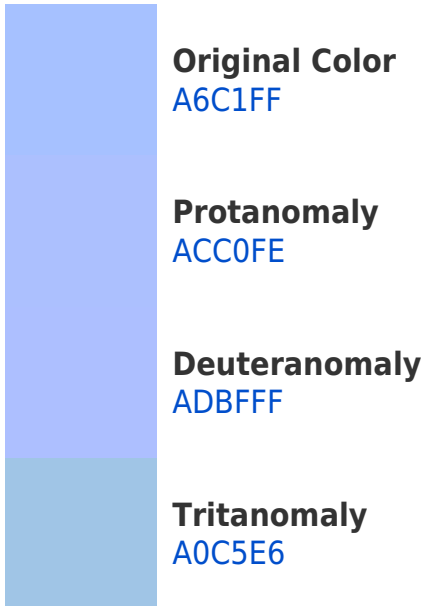 Original Color
A6C1FF
Protanomaly
ACC0FE
Deuteranomaly
ADBFFF
Tritanomaly
A0C5E6